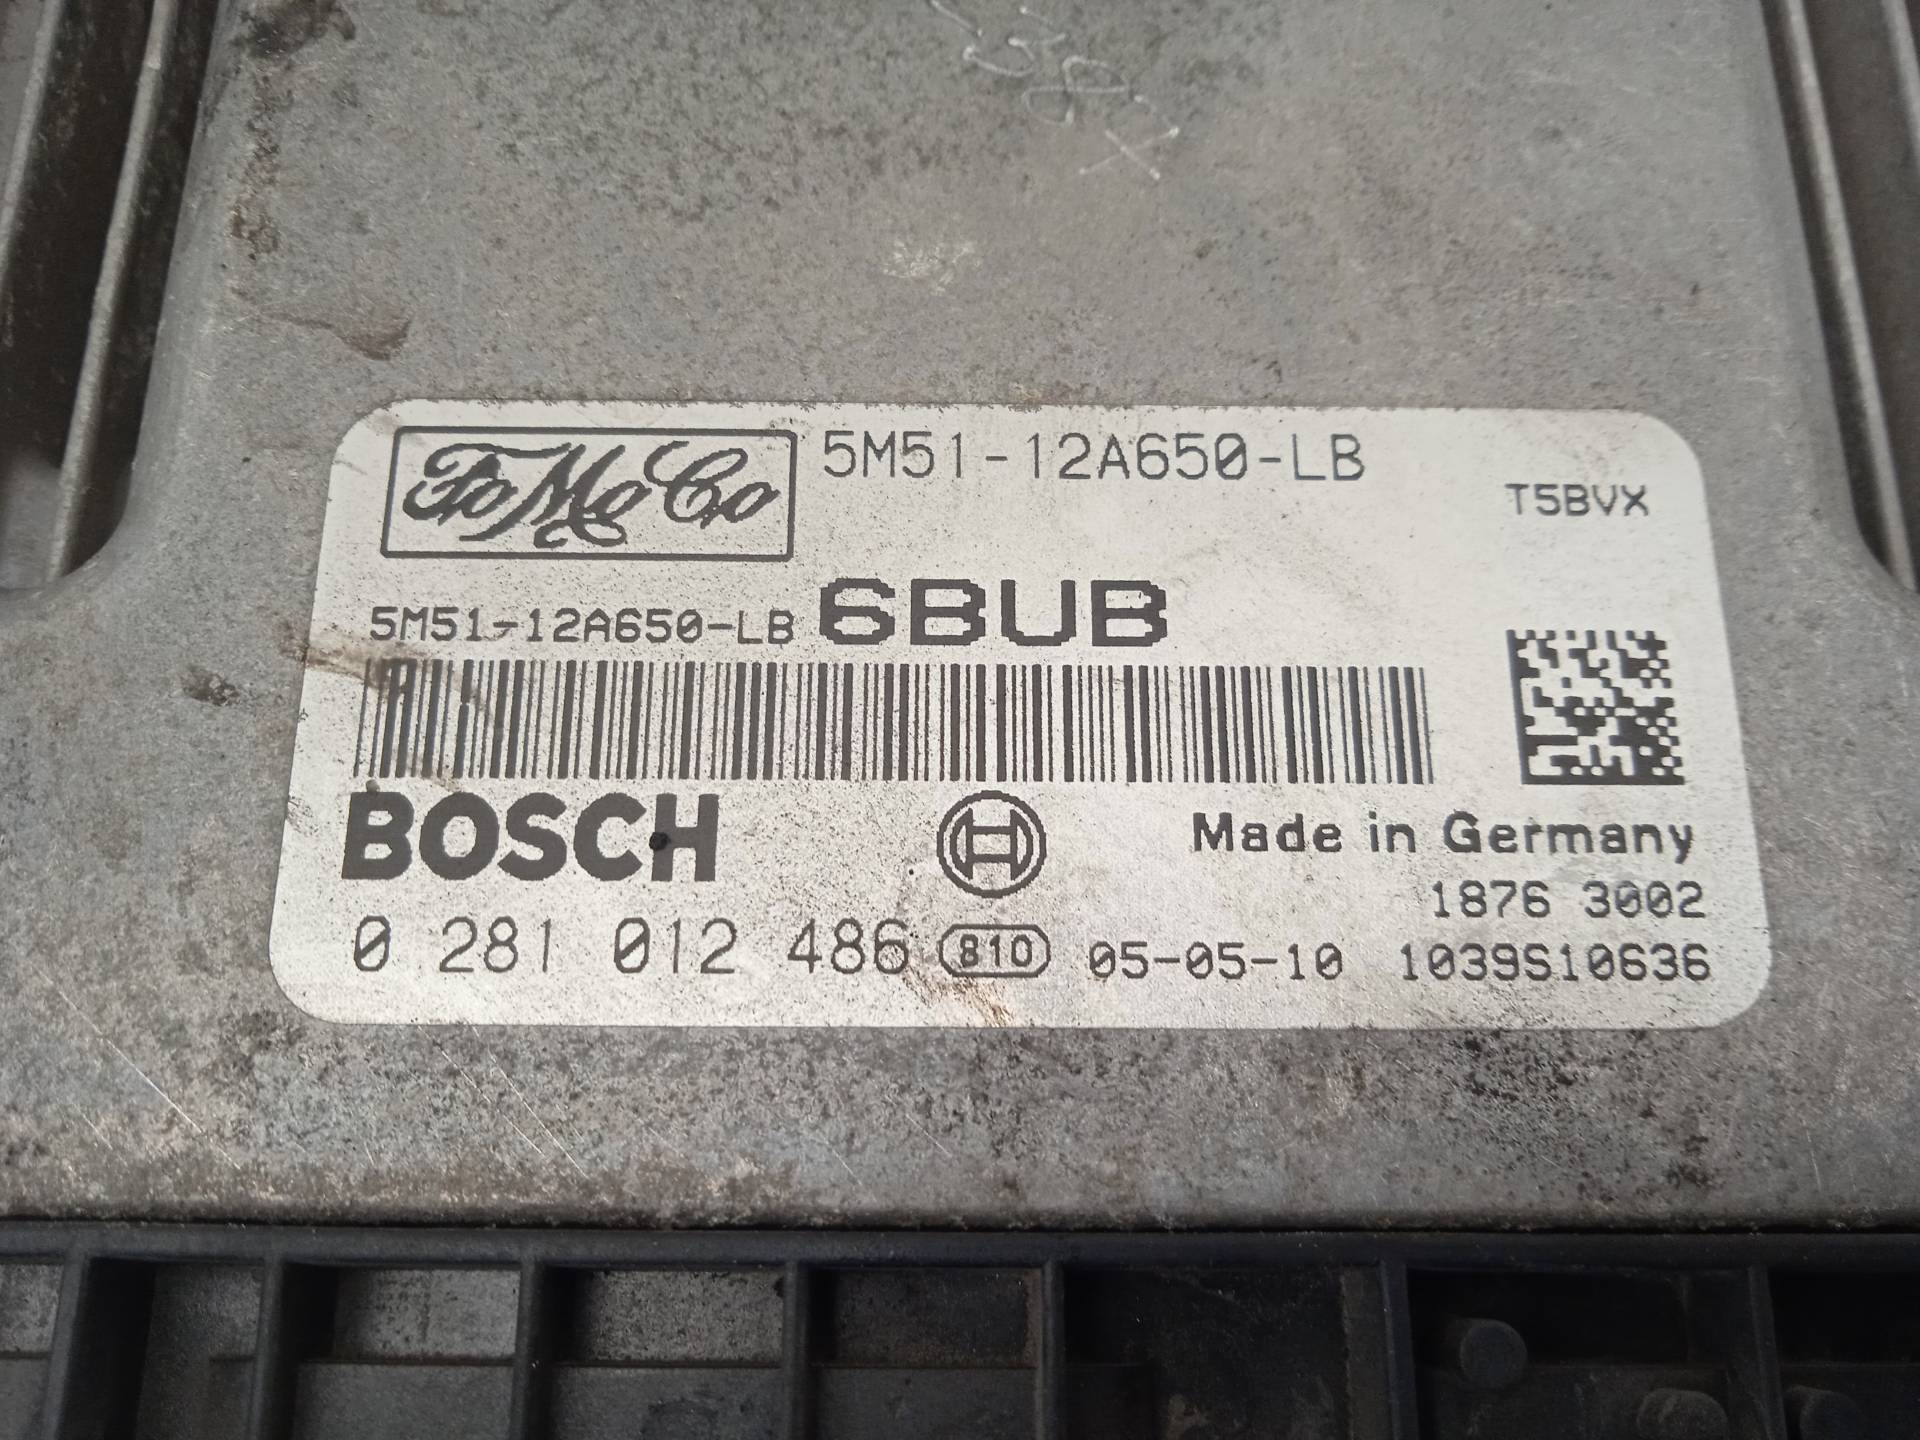 FoMoCo
5M51-12A650-LB
T5BVX
5M51-12A650-LB 6BUB
BOSCH
Made in Germany
1876 3002
0 281 012 486 810 05-05-10 1039S10636